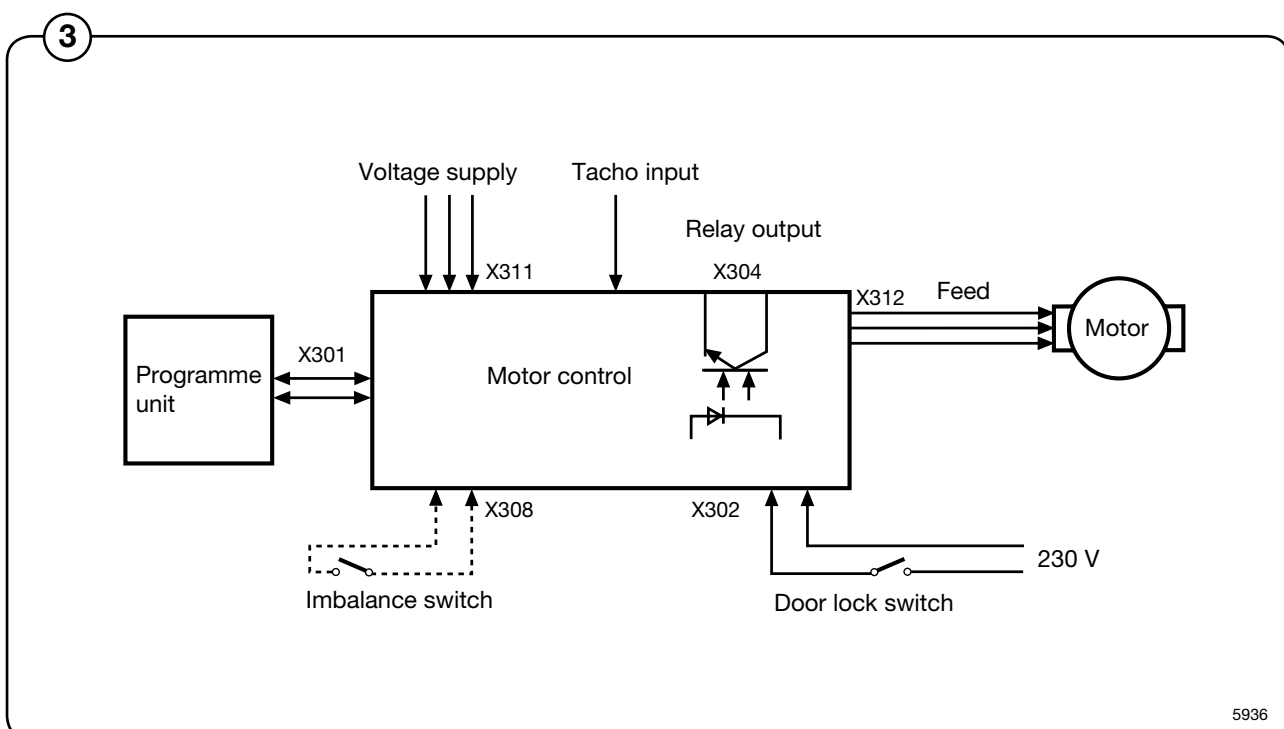 3
Voltage supply
Tacho input
Relay output
X311
X304
X312
Feed
Motor
X301
Programme
unit
Motor control
X308
X302
230 V
Imbalance switch
Door lock switch
5936